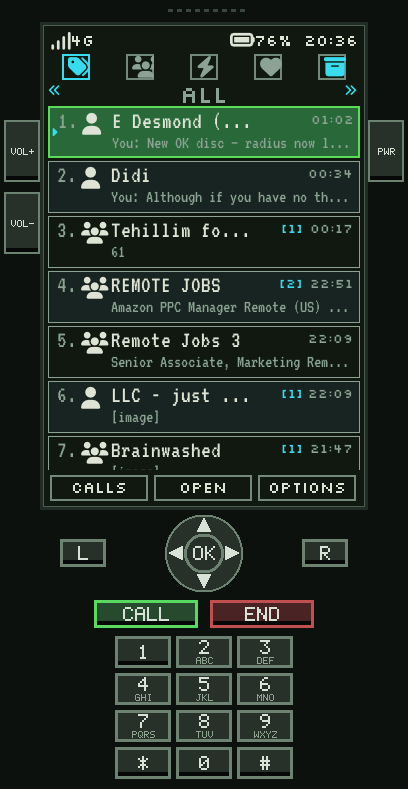 4G 76% 20:36
« ALL »
1. E Desmond (... 01:02
You: New OK disc - radius now l...
VOL+
PWR
2. Didi 00:34
You: Although if you have no th...
VOL-
3. Tehillim fo... [1] 00:17
61
4. REMOTE JOBS [2] 22:51
Amazon PPC Manager Remote (US) ...
5. Remote Jobs 3 22:09
Senior Associate, Marketing Rem...
6. LLC - just ... [1] 22:09
[image]
7. Brainwashed [1] 21:47
CALLS OPEN OPTIONS
L OK R
CALL END
1 2 ABC 3 DEF
4 GHI 5 JKL 6 MNO
7 PQRS 8 TUV 9 WXYZ
* 0 #